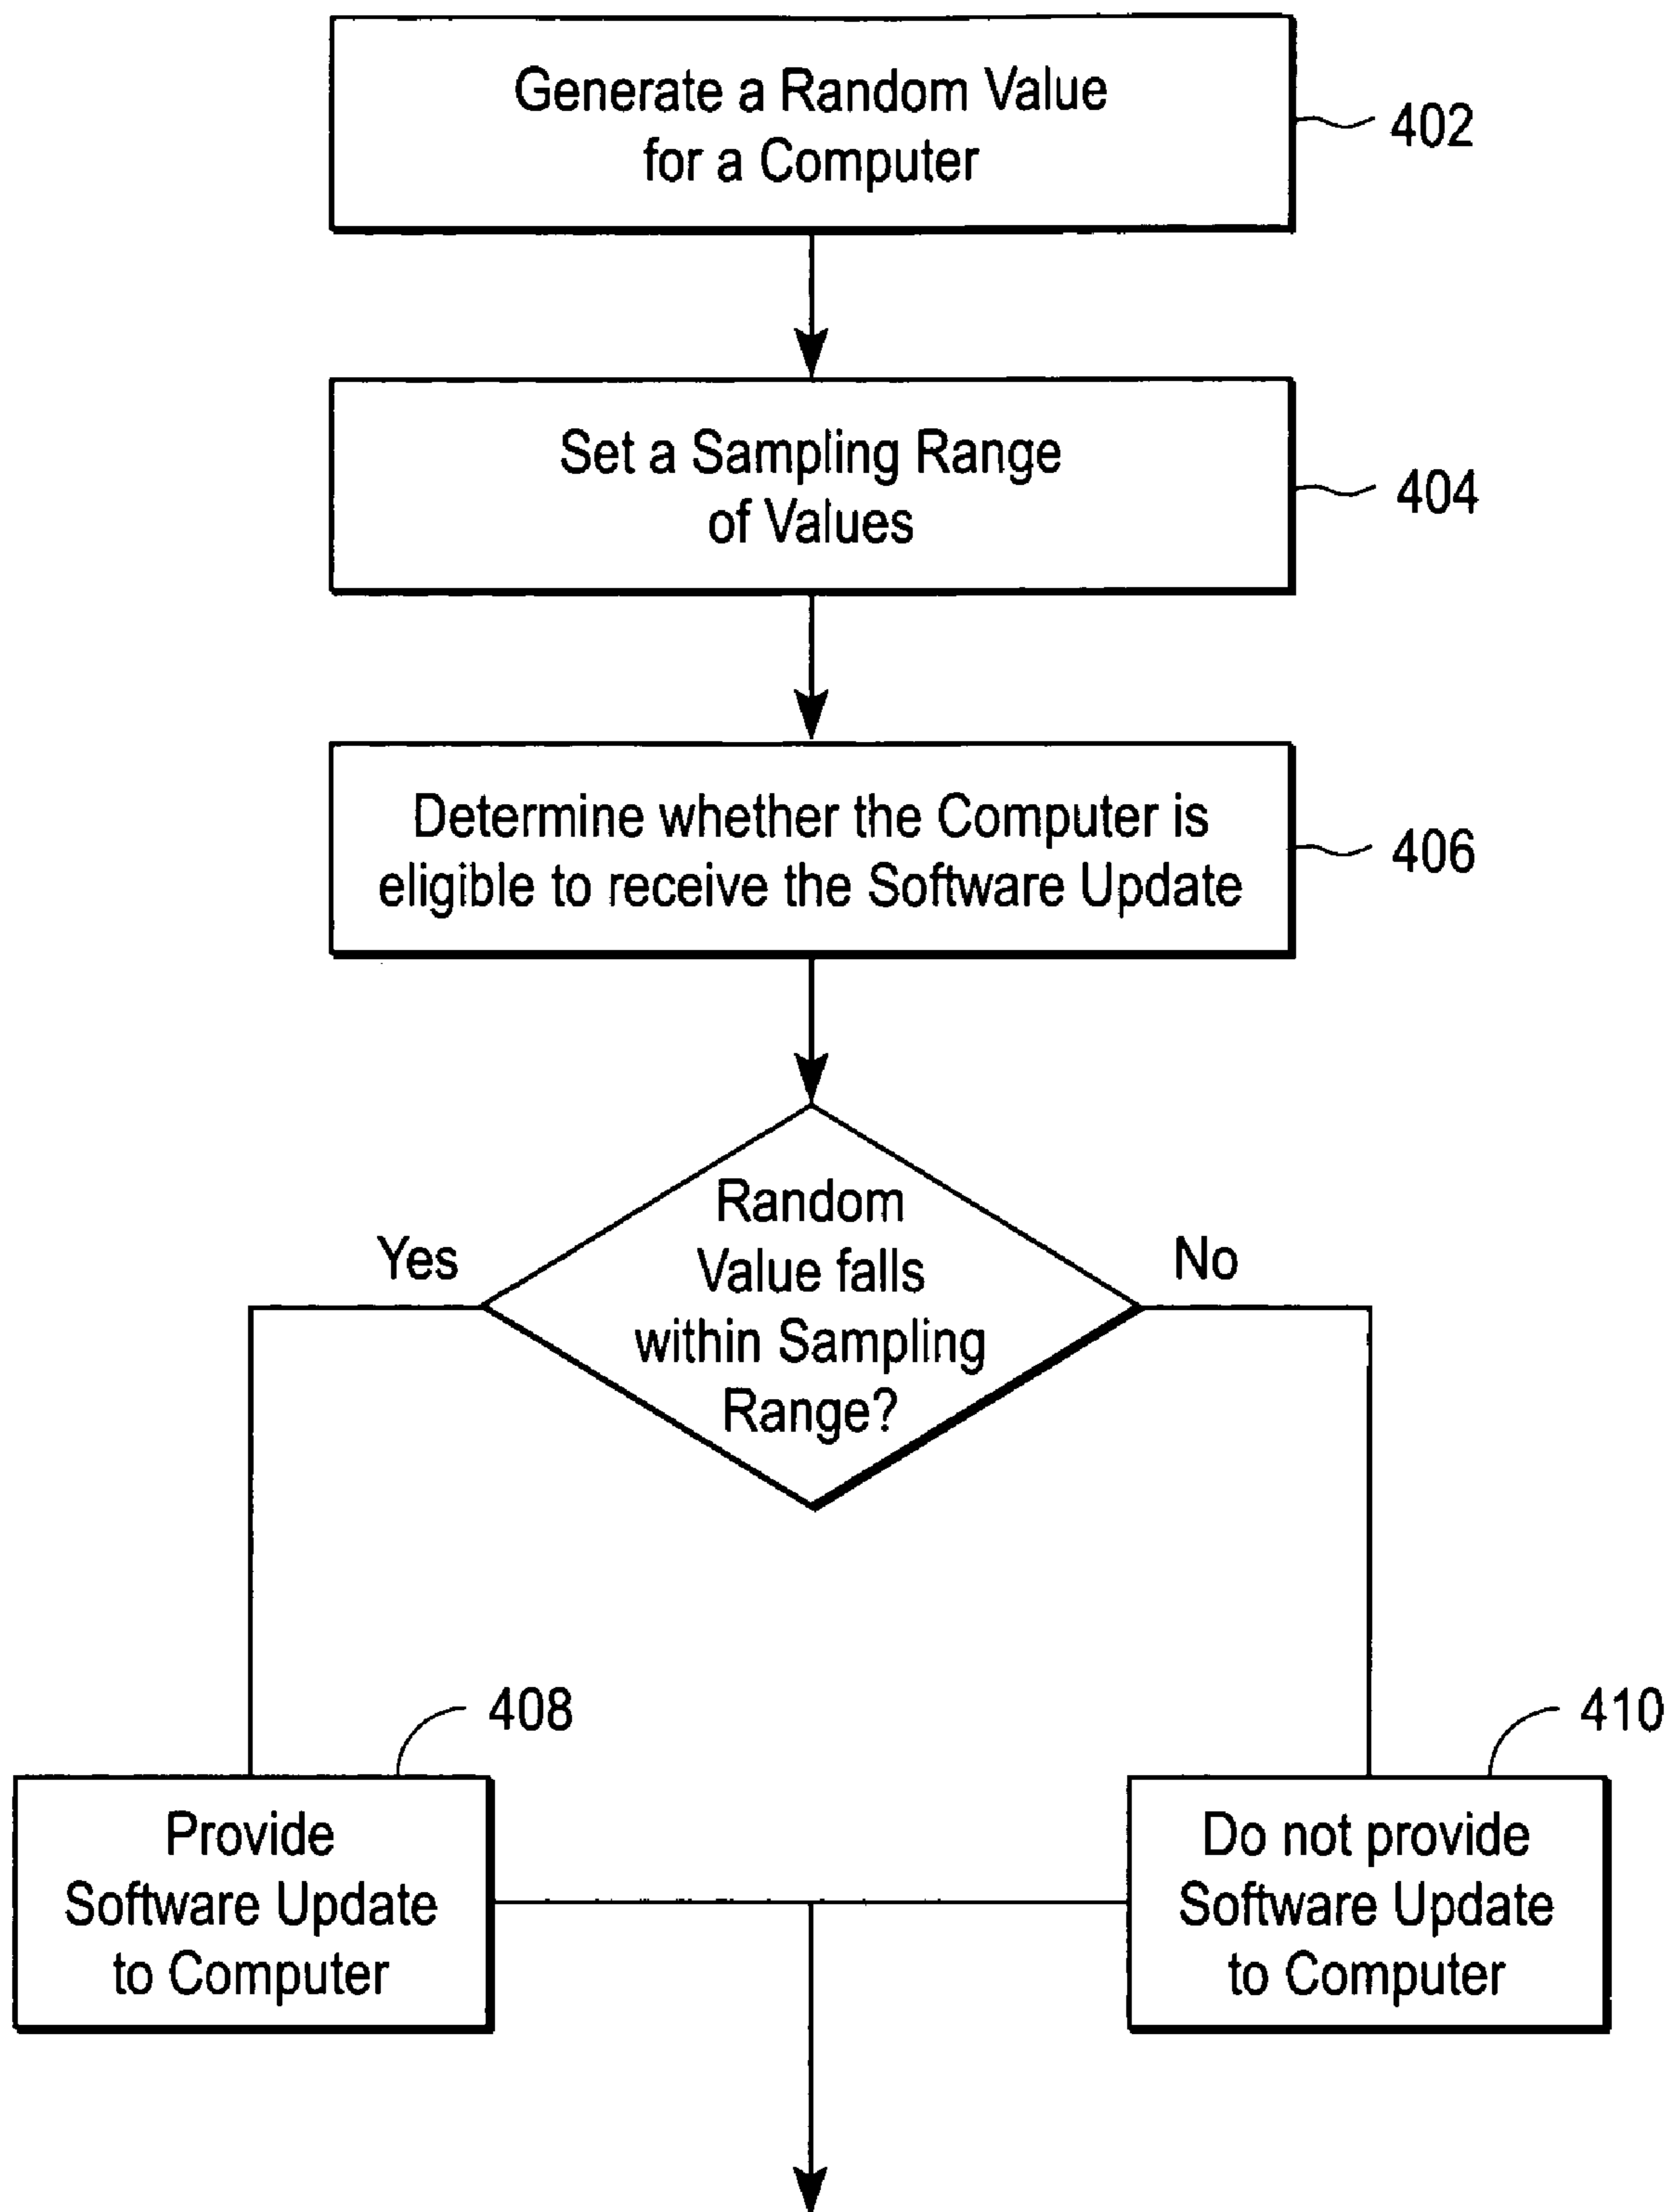 Generate a Random Value
for a Computer
402
Set a Sampling Range
of Values
404
Determine whether the Computer is
eligible to receive the Software Update
406
Random
Value falls
within Sampling
Range?
Yes
No
408
Provide
Software Update
to Computer
410
Do not provide
Software Update
to Computer